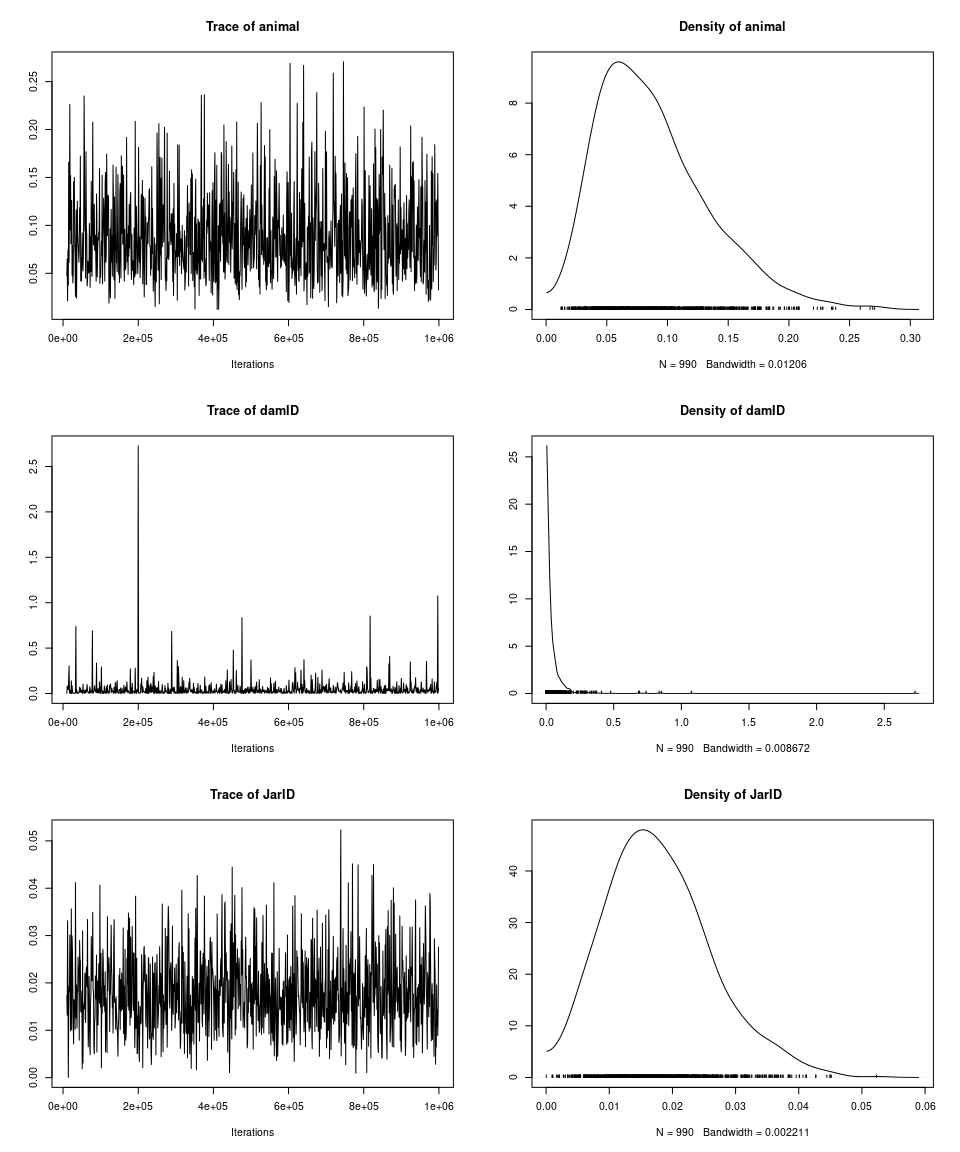 Trace of animal
0.05 0.10 0.15 0.20 0.25
0e+00 2e+05 4e+05 6e+05 8e+05 1e+06
Iterations
Density of animal
0 2 4 6 8
0.00 0.05 0.10 0.15 0.20 0.25 0.30
N = 990 Bandwidth = 0.01206
Trace of damID
0.0 0.5 1.0 1.5 2.0 2.5
0e+00 2e+05 4e+05 6e+05 8e+05 1e+06
Iterations
Density of damID
0 5 10 15 20 25
0.0 0.5 1.0 1.5 2.0 2.5
N = 990 Bandwidth = 0.008672
Trace of JarID
0.00 0.01 0.02 0.03 0.04 0.05
0e+00 2e+05 4e+05 6e+05 8e+05 1e+06
Iterations
Density of JarID
0 10 20 30 40
0.00 0.01 0.02 0.03 0.04 0.05 0.06
N = 990 Bandwidth = 0.002211